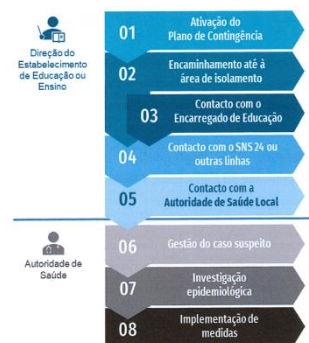 Direção do
Estabelecimento
de Educação ou
Ensino
01
Ativação do
Plano de Contingência
02
Encaminhamento até à
área de isolamento
03
Contacto com o
Encarregado de Educação
04
Contacto com o SNS 24 ou
outras linhas
05
Contacto com a
Autoridade de Saúde Local
Autoridade de
Saúde
06
Gestão do caso suspeito
07
Investigação
epidemiológica
08
Implementação de
medidas